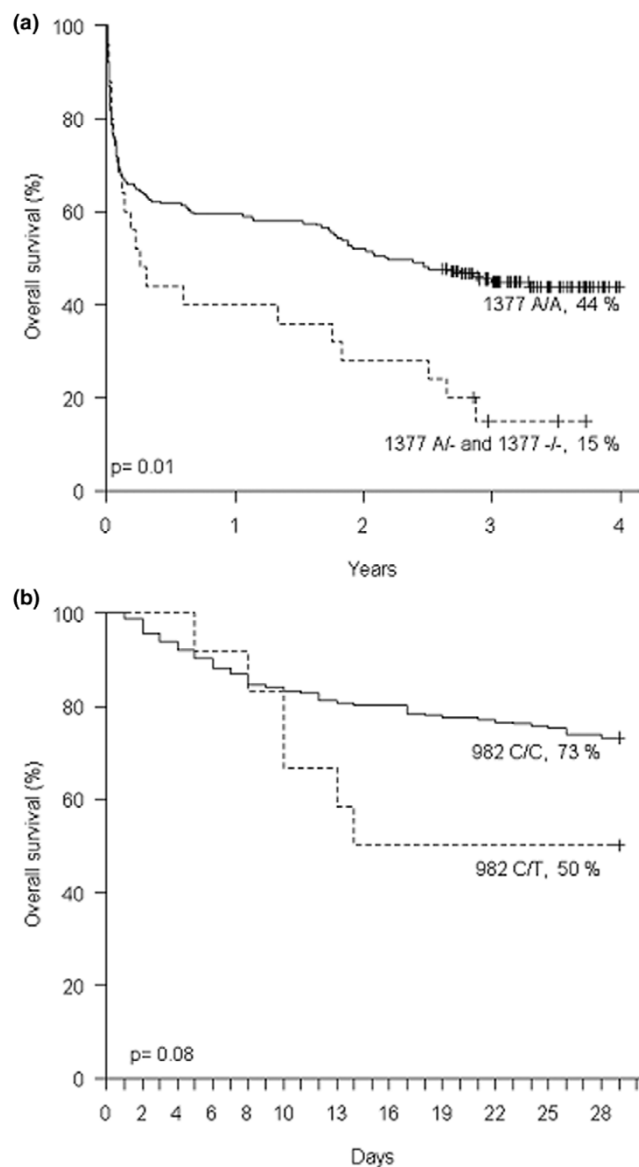 (a)
100
80
60
40
20
0
Overall survival (%)
1377 A/A, 44 %
1377 A/- and 1377 -/-, 15 %
p= 0.01
0 1 2 3 4
Years
(b)
100
80
60
40
20
0
Overall survival (%)
982 C/C, 73 %
982 C/T, 50 %
p= 0.08
0 2 4 6 8 10 13 16 19 22 25 28
Days